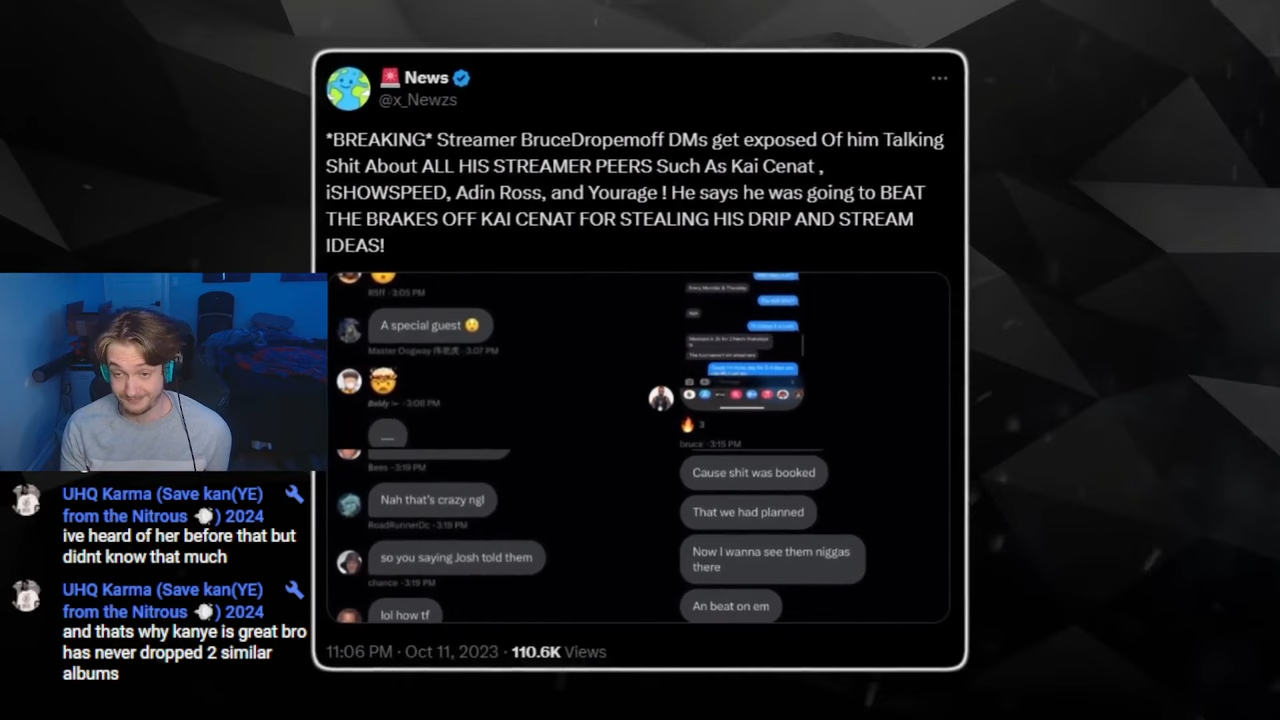 News
@x_Newzs
*BREAKING* Streamer BruceDropemoff DMs get exposed Of him Talking
Shit About ALL HIS STREAMER PEERS Such As Kai Cenat ,
iSHOWSPEED, Adin Ross, and Yourage ! He says he was going to BEAT
THE BRAKES OFF KAI CENAT FOR STEALING HIS DRIP AND STREAM
IDEAS!
R5ff - 3:05 PM
A special guest 😯
Master Oogway - 3:07 PM
🤯
Baldy - 3:08 PM
....
Bees - 3:19 PM
Nah that's crazy ngl
RoadRunnerDc - 3:19 PM
so you saying Josh told them
chance - 3:19 PM
lol how tf
Every Monday & Thursday
🔥 3
bruce - 3:15 PM
Cause shit was booked
That we had planned
Now I wanna see them niggas
there
An beat on em
11:06 PM · Oct 11, 2023 · 110.6K Views
UHQ Karma (Save kan(YE)
from the Nitrous) 2024
ive heard of her before that but
didnt know that much
UHQ Karma (Save kan(YE)
from the Nitrous) 2024
and thats why kanye is great bro
has never dropped 2 similar
albums